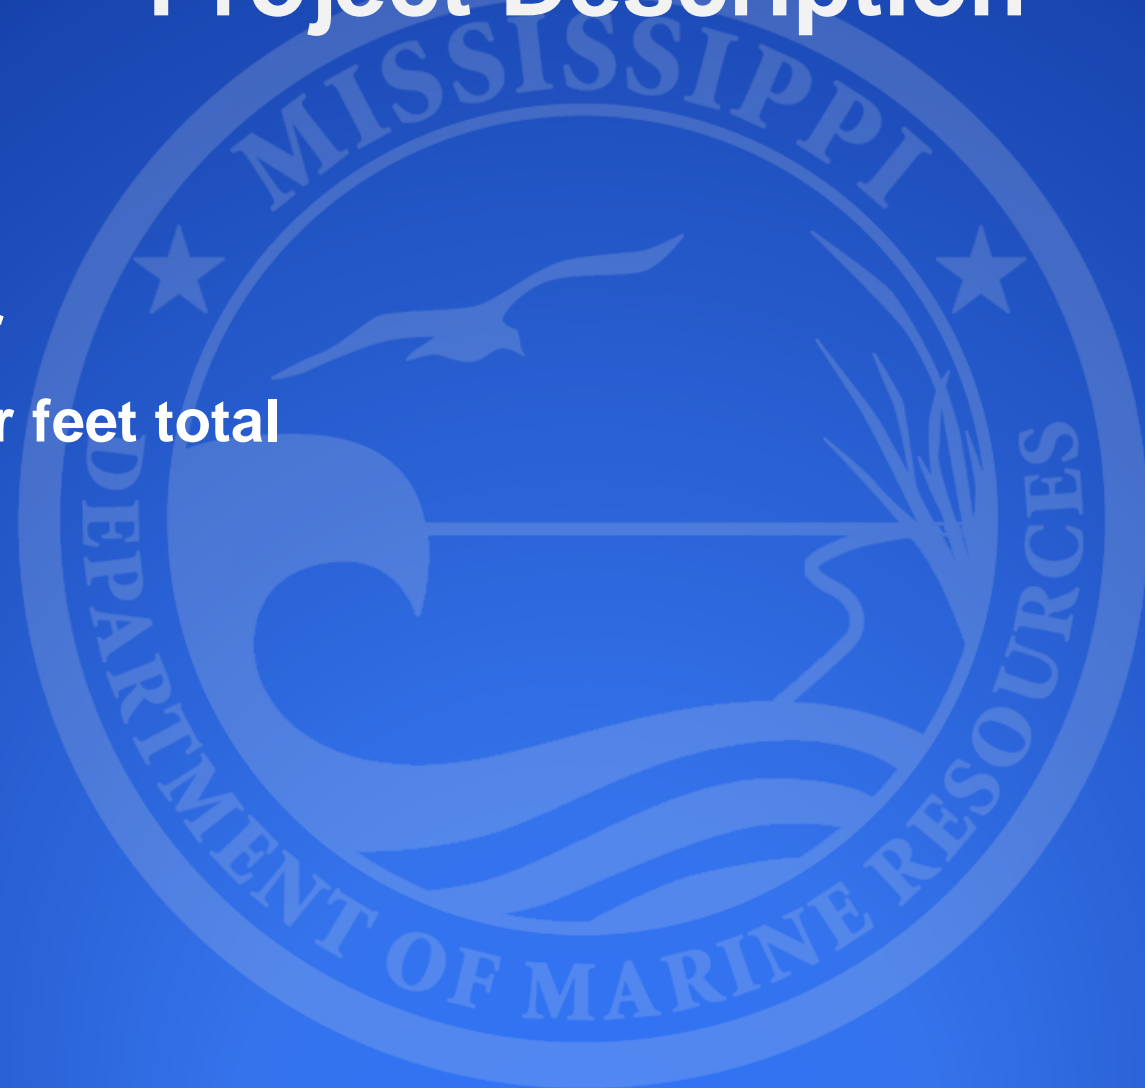 Project Description
feet total
MISSISSIPPI
DEPARTMENT OF MARINE RESOURCES